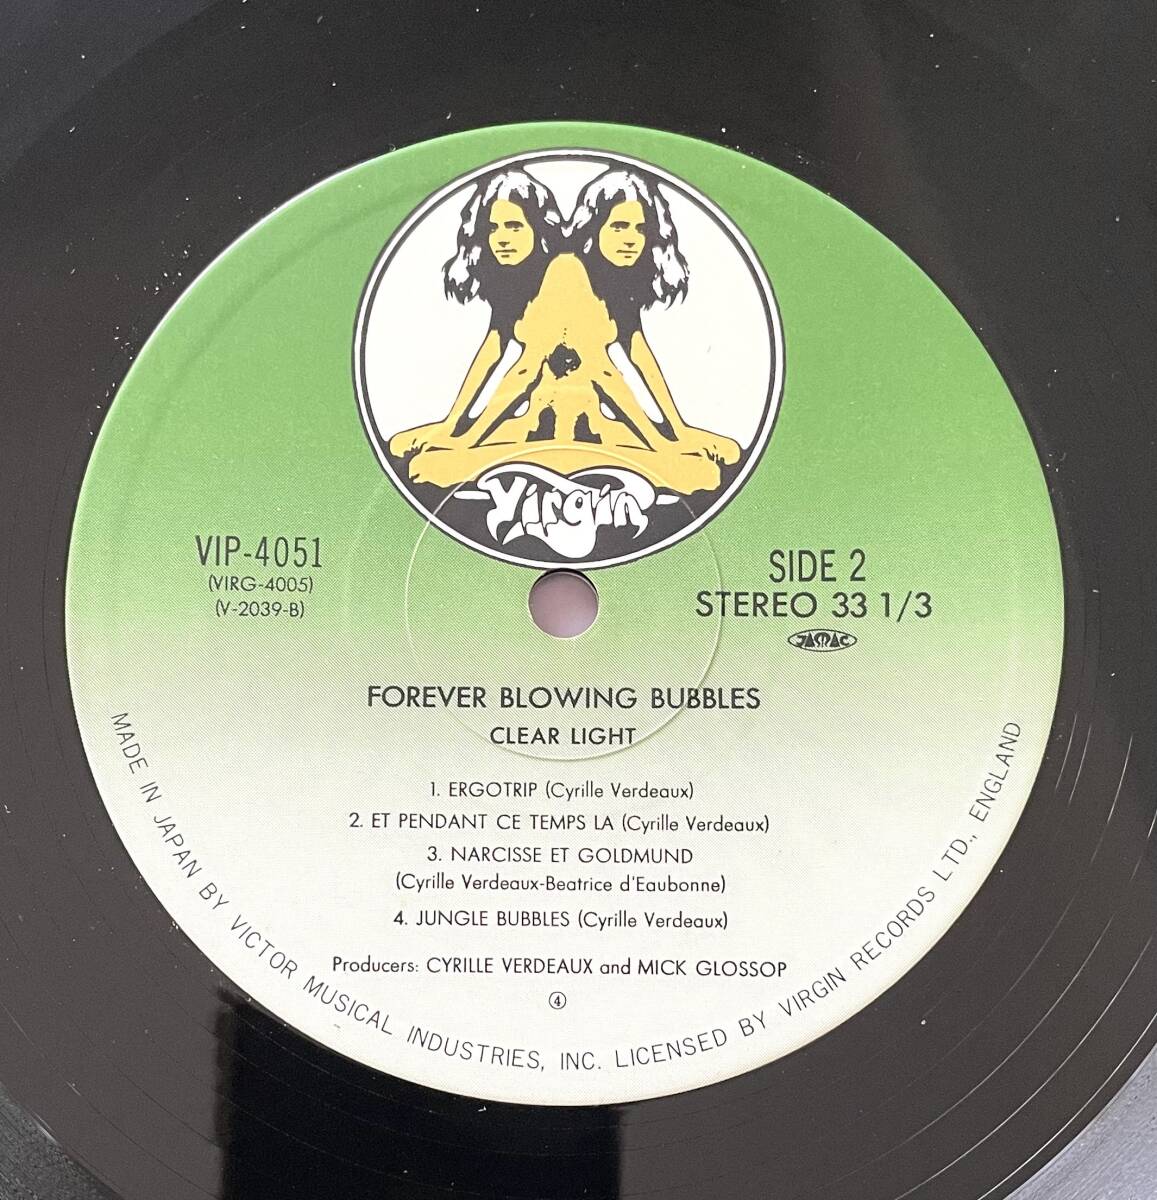 Virgin
VIP-4051
(VIRG-4005)
(V-2039-B)
SIDE 2
STEREO 33 1/3
JASRAC
FOREVER BLOWING BUBBLES
CLEAR LIGHT
1. ERGOTRIP (Cyrille Verdeaux)
2. ET PENDANT CE TEMPS LA (Cyrille Verdeaux)
3. NARCISSE ET GOLDMUND
(Cyrille Verdeaux-Beatrice d'Eaubonne)
4. JUNGLE BUBBLES (Cyrille Verdeaux)
Producers: CYRILLE VERDEAUX and MICK GLOSSOP
④
MADE IN JAPAN BY VICTOR MUSICAL INDUSTRIES, INC. LICENSED BY VIRGIN RECORDS LTD., ENGLAND